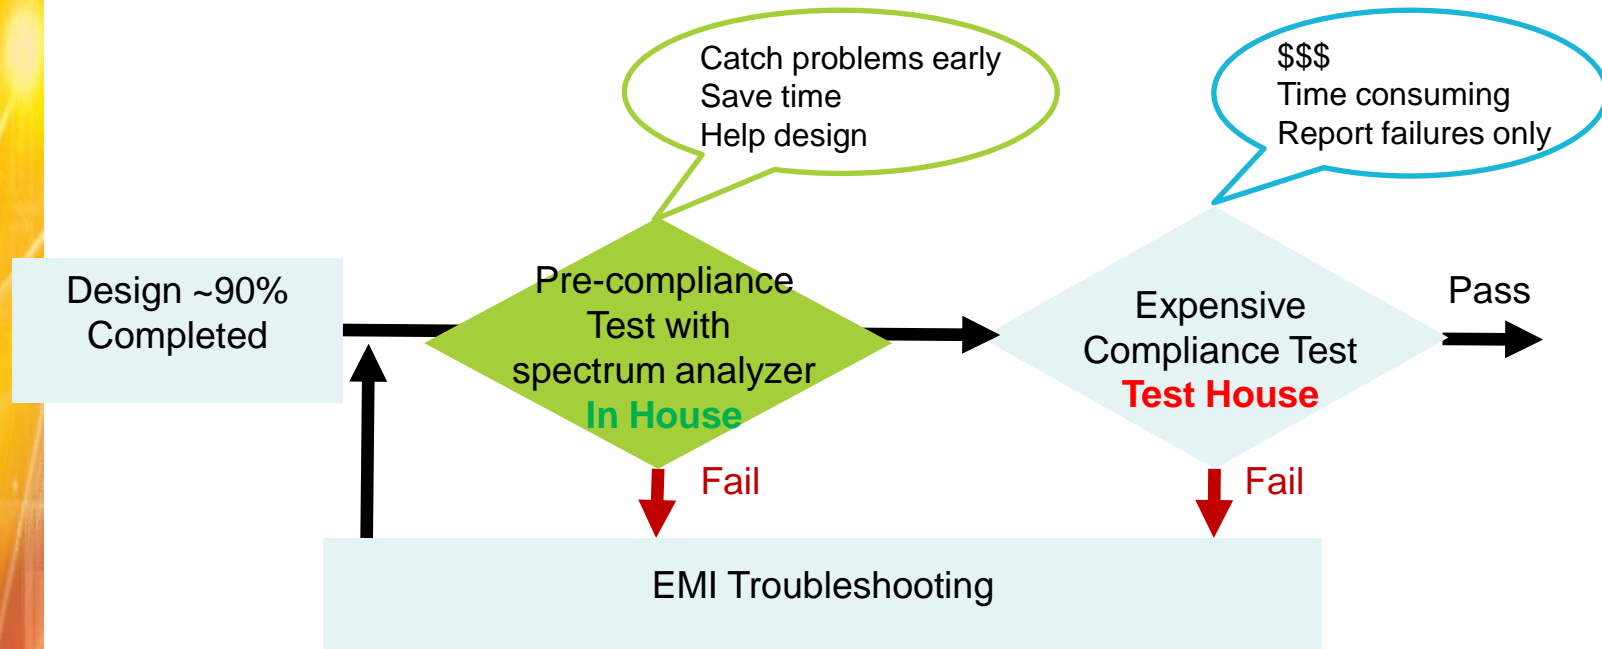 Catch problems early
Save time
Help design
$$$
Time consuming
Report failures only
Design ~90%
Completed
Pre-compliance
Test with
spectrum analyzer
In House
Expensive
Compliance Test
Test House
Pass
Fail
Fail
EMI Troubleshooting